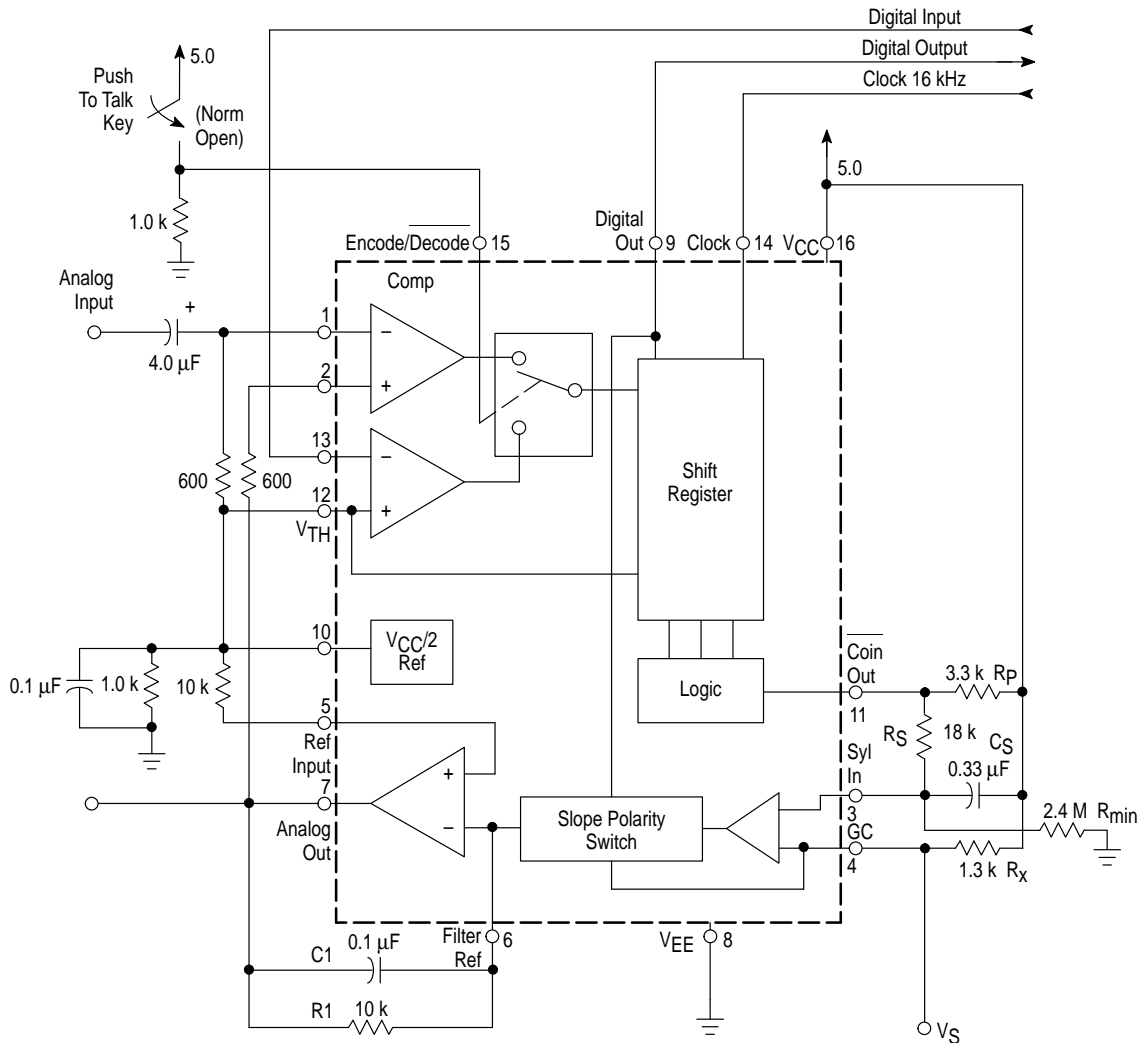 Digital Input
Digital Output
Clock 16 kHz
5.0
Push
To Talk
Key
(Norm
Open)
5.0
1.0 k
Encode/Decode
15
Digital
Out
9
Clock
14
VCC
16
Analog
Input
+
4.0 µF
Comp
1
−
2
+
13
−
600
600
12
+
VTH
Shift
Register
10
VCC/2
Ref
0.1 µF
1.0 k
10 k
Logic
Coin
Out
11
3.3 k RP
RS
18 k
CS
0.33 µF
5
Ref
Input
+
7
−
Analog
Out
Slope Polarity
Switch
Syl
In
3
GC
4
2.4 M Rmin
1.3 k RX
Filter
Ref
6
VEE
8
C1
0.1 µF
R1
10 k
VS